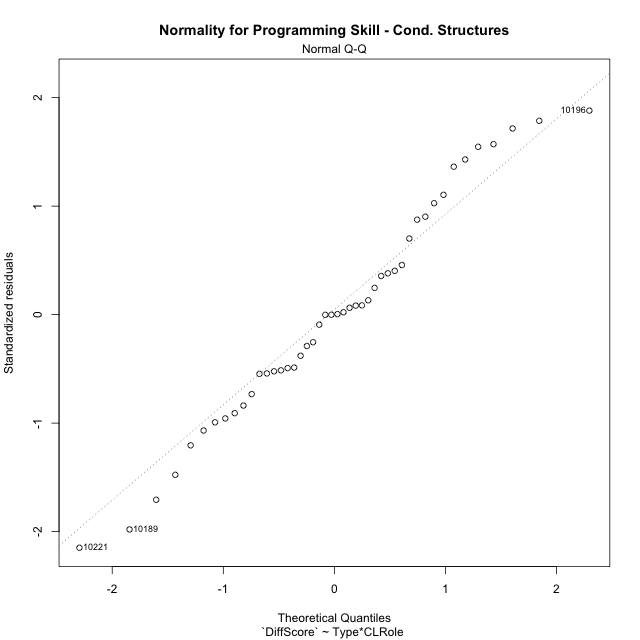 Normality for Programming Skill - Cond. Structures
Normal Q-Q
2
1
0
-1
-2
Standardized residuals
10196
10189
10221
-2
-1
0
1
2
Theoretical Quantiles
`DiffScore` ~ Type*CLRole